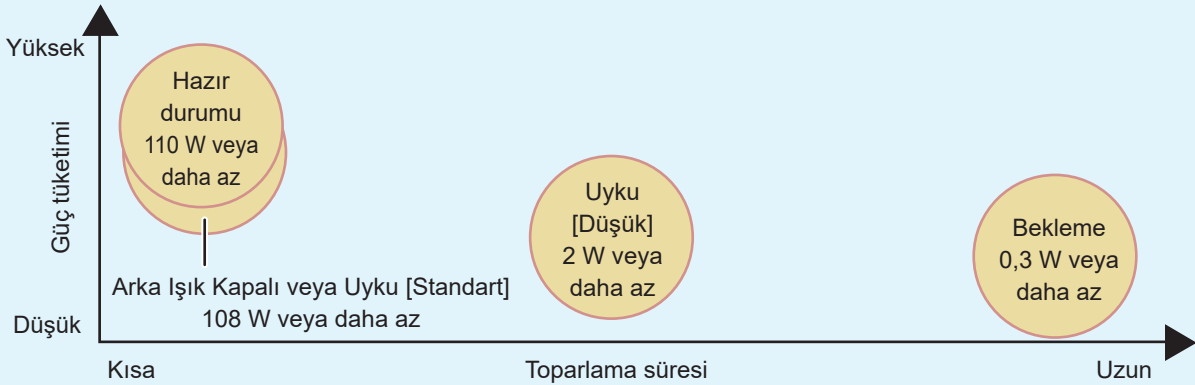 Yüksek
Güç tüketimi
Düşük
Hazır
durumu
110 W veya
daha az
Arka Işık Kapalı veya Uyku [Standart]
108 W veya daha az
Uyku
[Düşük]
2 W veya
daha az
Bekleme
0,3 W veya
daha az
Kısa
Toparlama süresi
Uzun